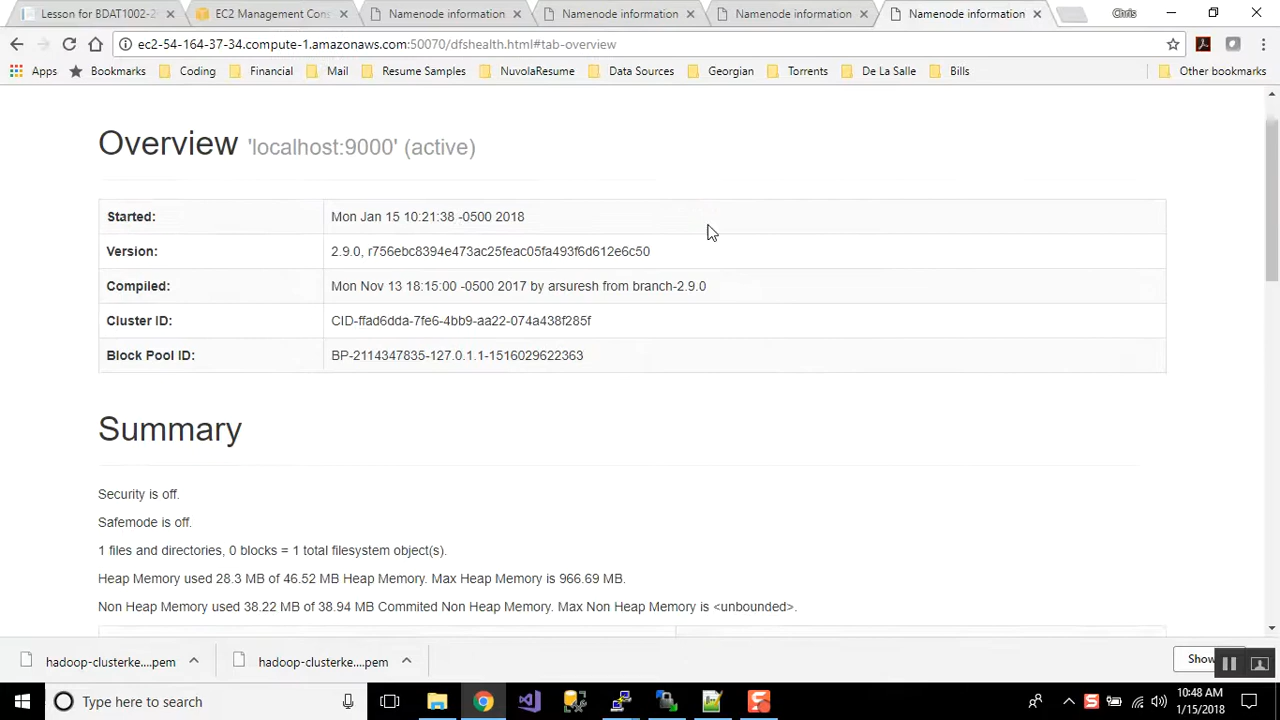 Lesson for BDAT1002-2
EC2 Management Cons
Namenode information
Namenode information
Namenode information
Namenode information
Chris
ec2-54-164-37-34.compute-1.amazonaws.com:50070/dfshealth.html#tab-overview
Apps
Bookmarks
Coding
Financial
Mail
Resume Samples
NuvolaResume
Data Sources
Georgian
Torrents
De La Salle
Bills
Other bookmarks
Overview 'localhost:9000' (active)
Started: Mon Jan 15 10:21:38 -0500 2018
Version: 2.9.0, r756ebc8394e473ac25feac05fa493f6d612e6c50
Compiled: Mon Nov 13 18:15:00 -0500 2017 by arsuresh from branch-2.9.0
Cluster ID: CID-ffad6dda-7fe6-4bb9-aa22-074a438f285f
Block Pool ID: BP-2114347835-127.0.1.1-1516029622363
Summary
Security is off.
Safemode is off.
1 files and directories, 0 blocks = 1 total filesystem object(s).
Heap Memory used 28.3 MB of 46.52 MB Heap Memory. Max Heap Memory is 966.69 MB.
Non Heap Memory used 38.22 MB of 38.94 MB Commited Non Heap Memory. Max Non Heap Memory is <unbounded>.
hadoop-clusterke....pem
hadoop-clusterke....pem
Show
Type here to search
10:48 AM
1/15/2018